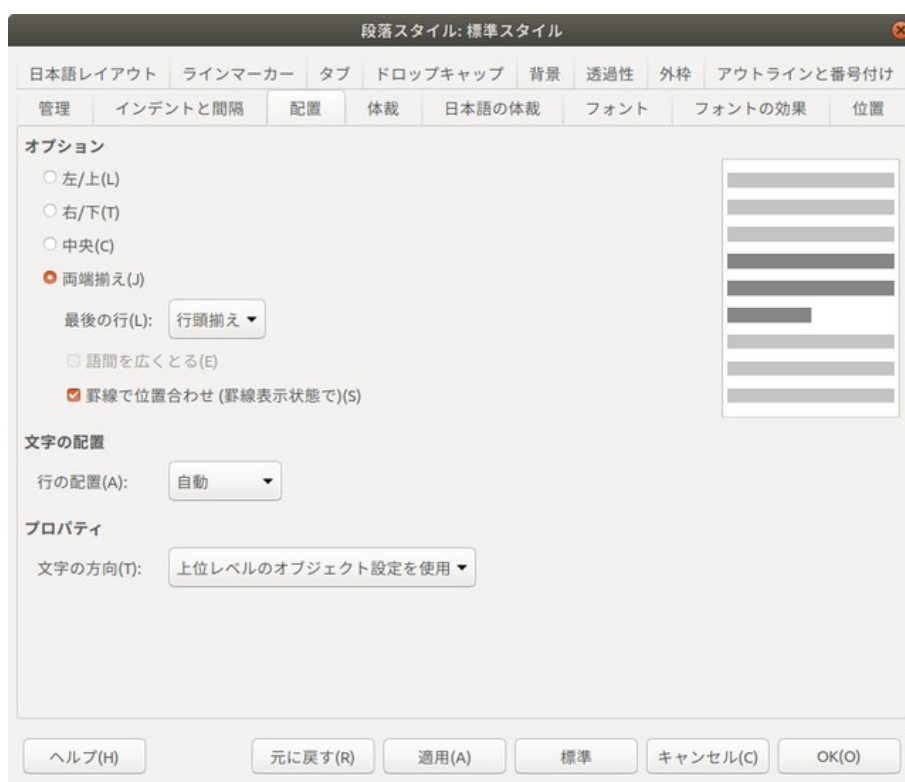 段落スタイル: 標準スタイル
日本語レイアウト ラインマーカー タブ ドロップキャップ 背景 透過性 外枠 アウトラインと番号付け
管理 インデントと間隔 配置 体裁 日本語の体裁 フォント フォントの効果 位置
オプション
左/上(L)
右/下(T)
中央(C)
両端揃え(J)
最後の行(L): 行頭揃え
語間を広くとる(E)
罫線で位置合わせ (罫線表示状態で)(S)
文字の配置
行の配置(A): 自動
プロパティ
文字の方向(T): 上位レベルのオブジェクト設定を使用
ヘルプ(H) 元に戻す(R) 適用(A) 標準 キャンセル(C) OK(O)